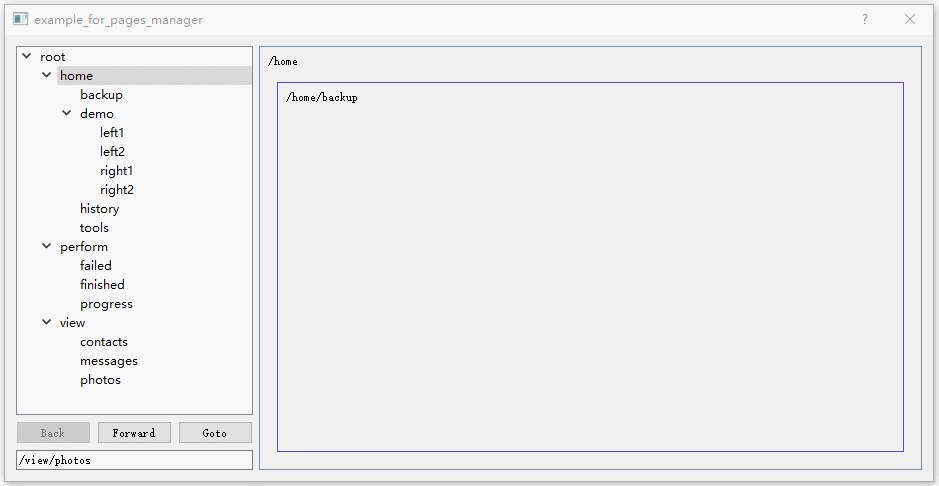 example_for_pages_manager
root
home
backup
demo
left1
left2
right1
right2
history
tools
perform
failed
finished
progress
view
contacts
messages
photos
Back Forward Goto
/view/photos
/home
/home/backup